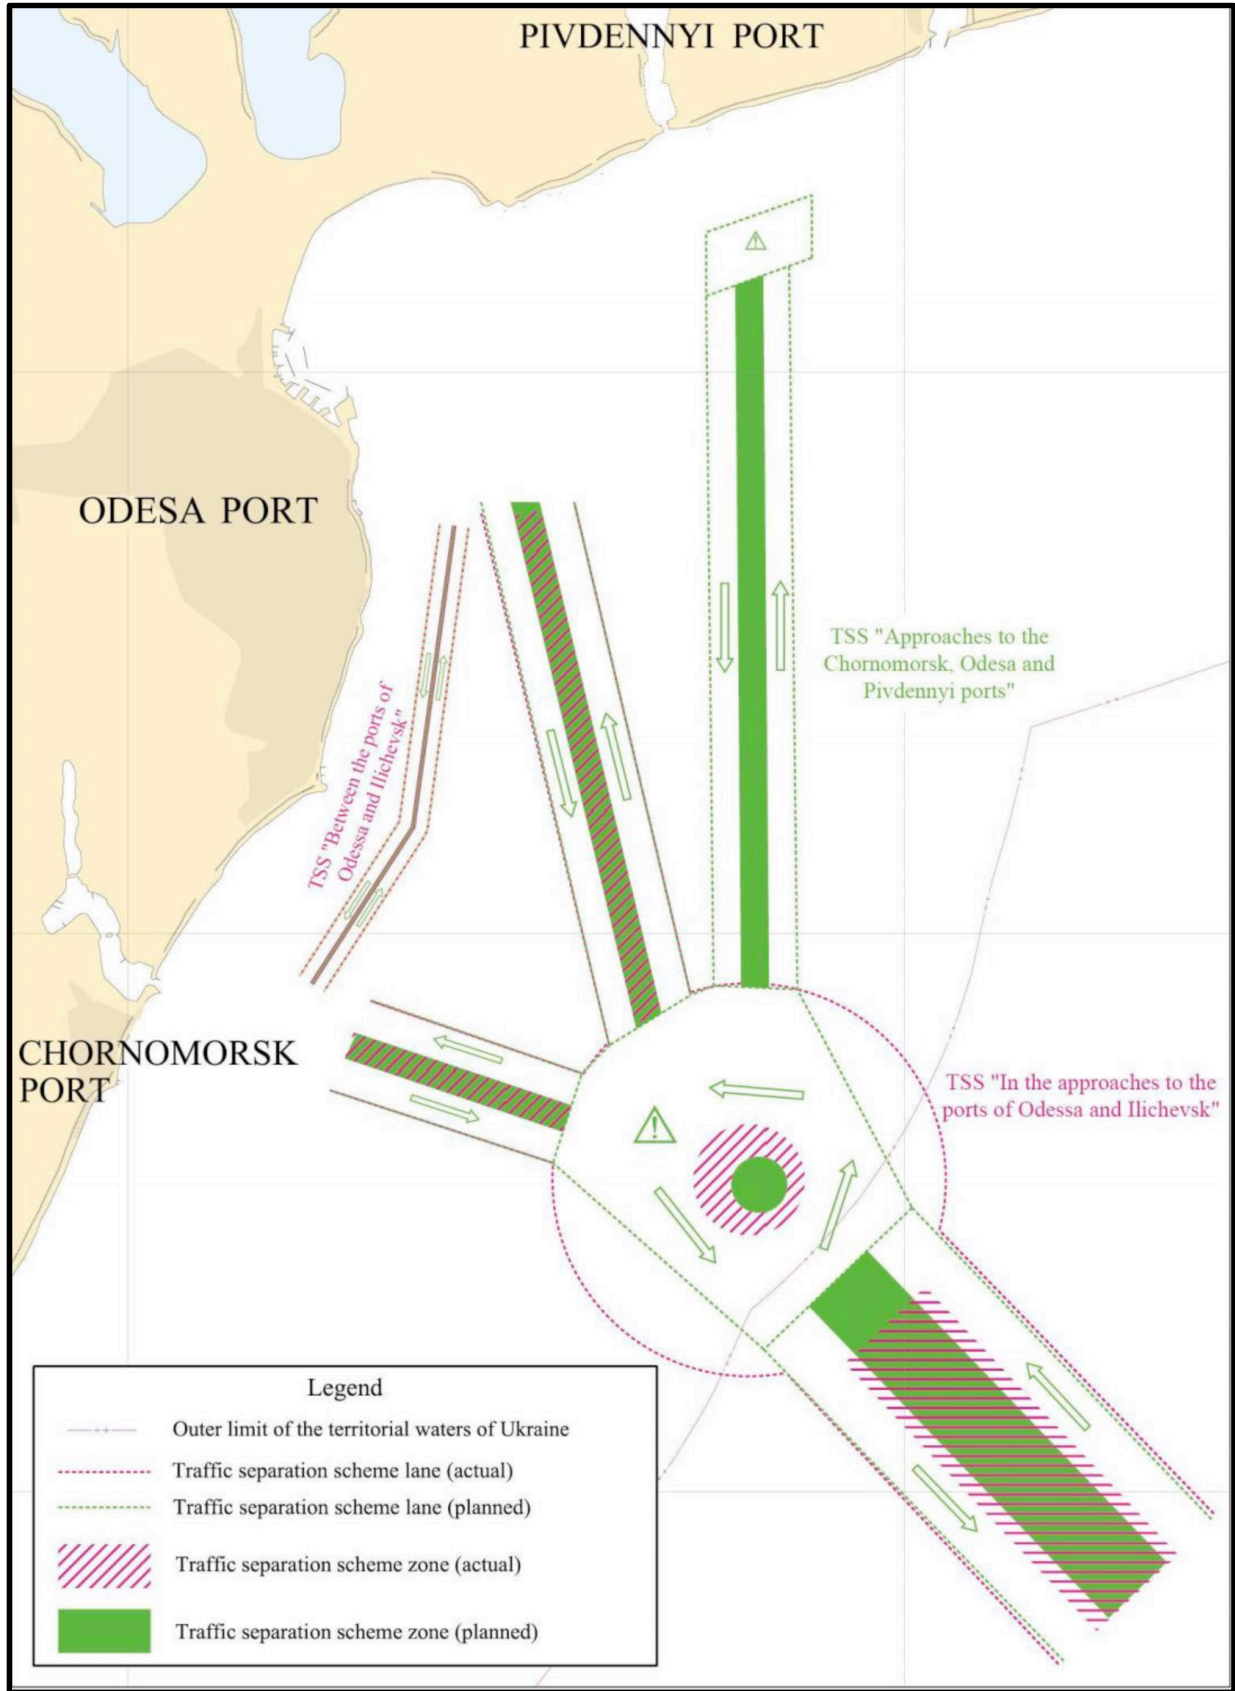 PIVDENNYI PORT
ODESA PORT
TSS "Approaches to the
Chornomorsk, Odesa and
Pivdennyi ports"
TSS "Between the ports of
Odessa and Ilichevsk"
CHORNOMORSK
PORT
TSS "In the approaches to the
ports of Odessa and Ilichevsk"
Legend
Outer limit of the territorial waters of Ukraine
Traffic separation scheme lane (actual)
Traffic separation scheme lane (planned)
Traffic separation scheme zone (actual)
Traffic separation scheme zone (planned)